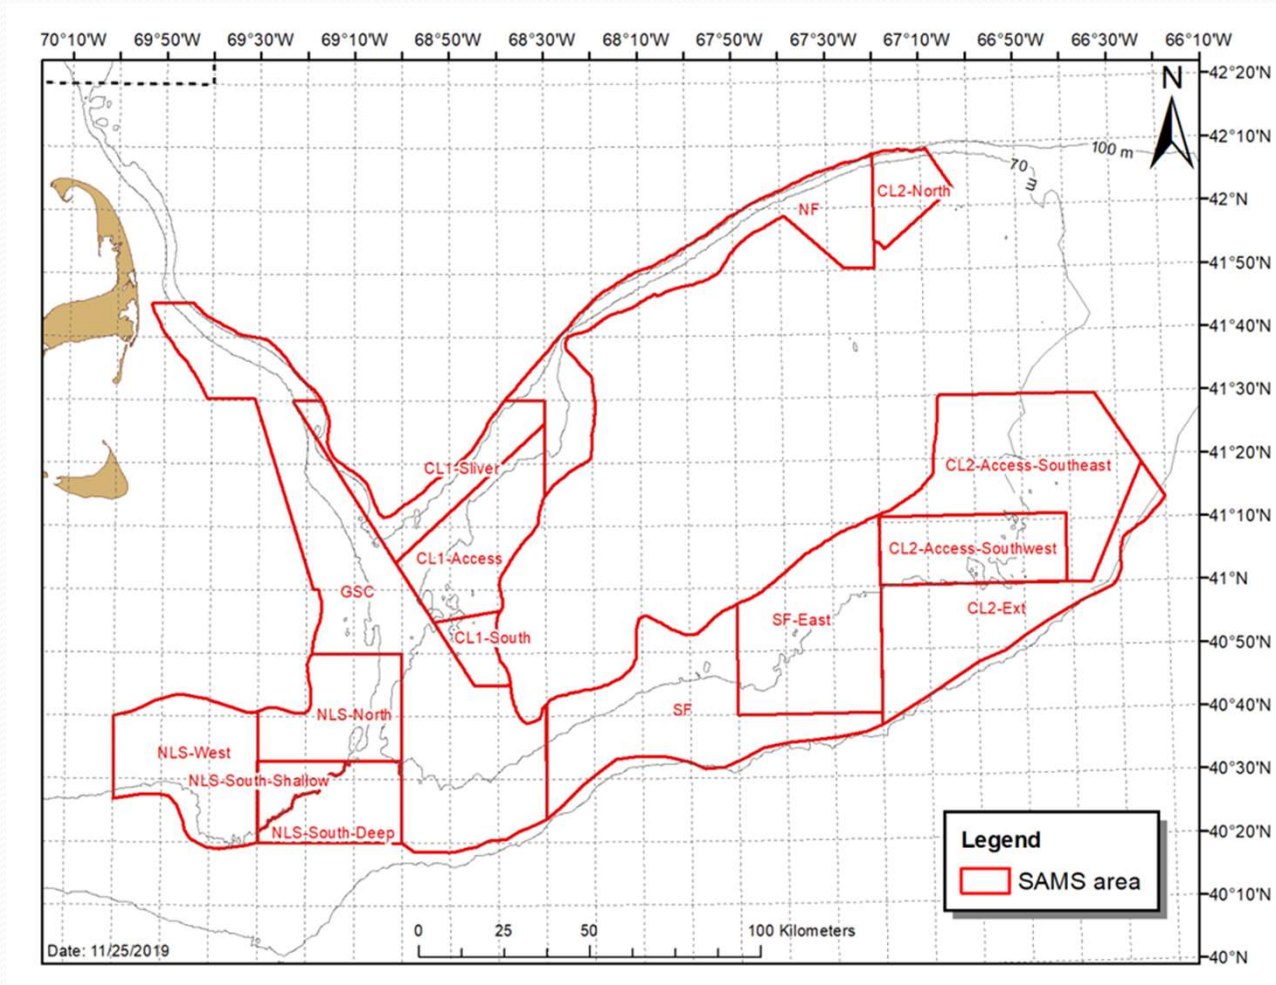 70°10'W 69°50'W 69°30'W 69°10'W 68°50'W 68°30'W 68°10'W 67°50'W 67°30'W 67°10'W 66°50'W 66°30'W 66°10'W
42°20'N
N
42°10'N
100 m
70 m
CL2-North
42°N
NF
41°50'N
41°40'N
41°30'N
41°20'N
CL2-Access-Southeast
CL1-Sliver
41°10'N
CL2-Access-Southwest
CL1-Access
41°N
GSC
CL2-Ext
SF-East
CL1-South
40°50'N
40°40'N
SF
NLS-North
NLS-West
40°30'N
NLS-South-Shallow
NLS-South-Deep
40°20'N
Legend
SAMS area
40°10'N
0 25 50 100 Kilometers
Date: 11/25/2019
40°N